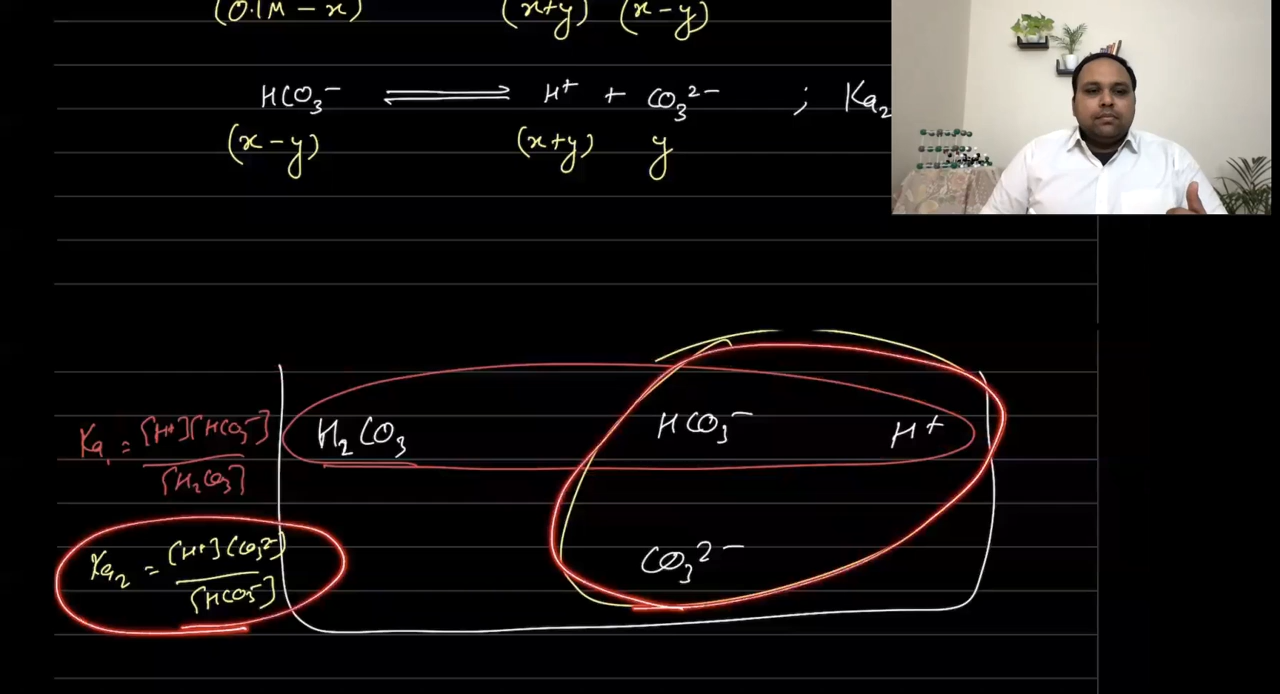 (0.1M − x) (x+y) (x−y)
HCO₃⁻ ⇌ H⁺ + CO₃²⁻ ; Ka₂
(x−y) (x+y) y
Ka₁ = [H⁺][HCO₃⁻] / [H₂CO₃]
H₂CO₃ HCO₃⁻ H⁺
Ka₂ = [H⁺][CO₃²⁻] / [HCO₃⁻]
CO₃²⁻